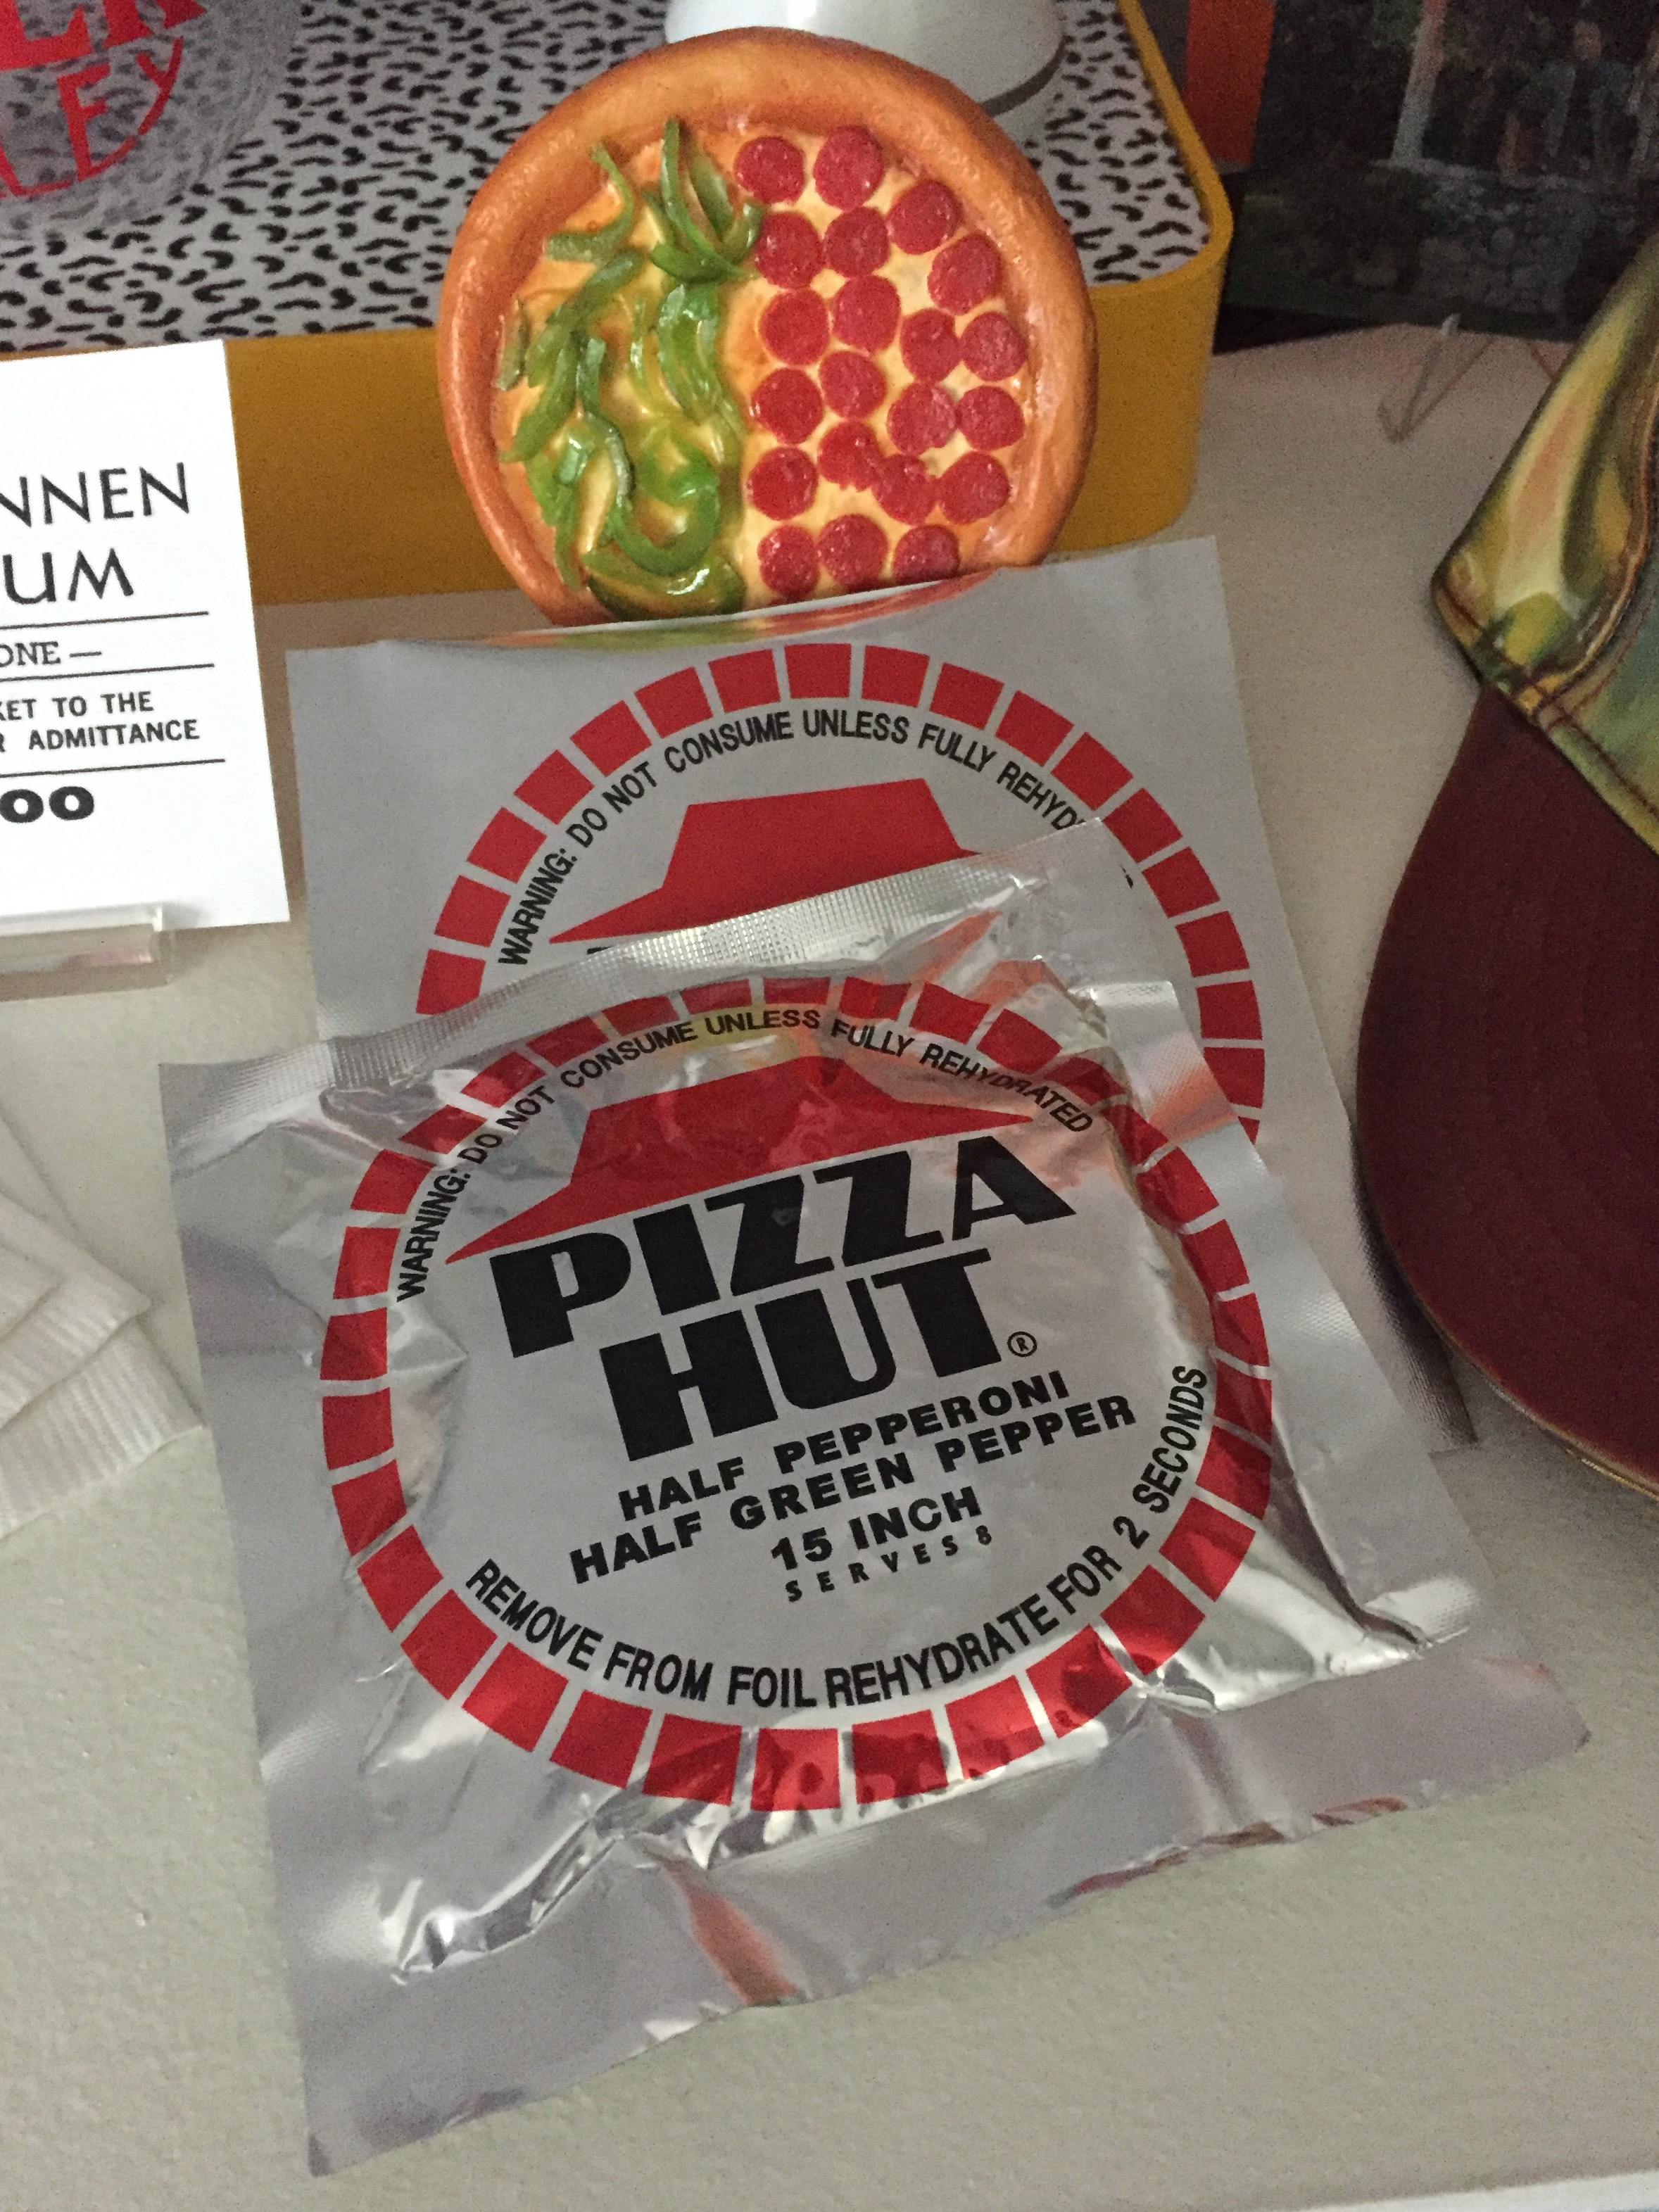 LEY
NNEN
UM
ONE —
KET TO THE
R ADMITTANCE
00
WARNING: DO NOT CONSUME UNLESS FULLY REHYD
WARNING: DO NOT CONSUME UNLESS FULLY REHYDRATED
PIZZA
HUT®
HALF PEPPERONI
HALF GREEN PEPPER
15 INCH
SERVES 8
REMOVE FROM FOIL REHYDRATE FOR 2 SECONDS